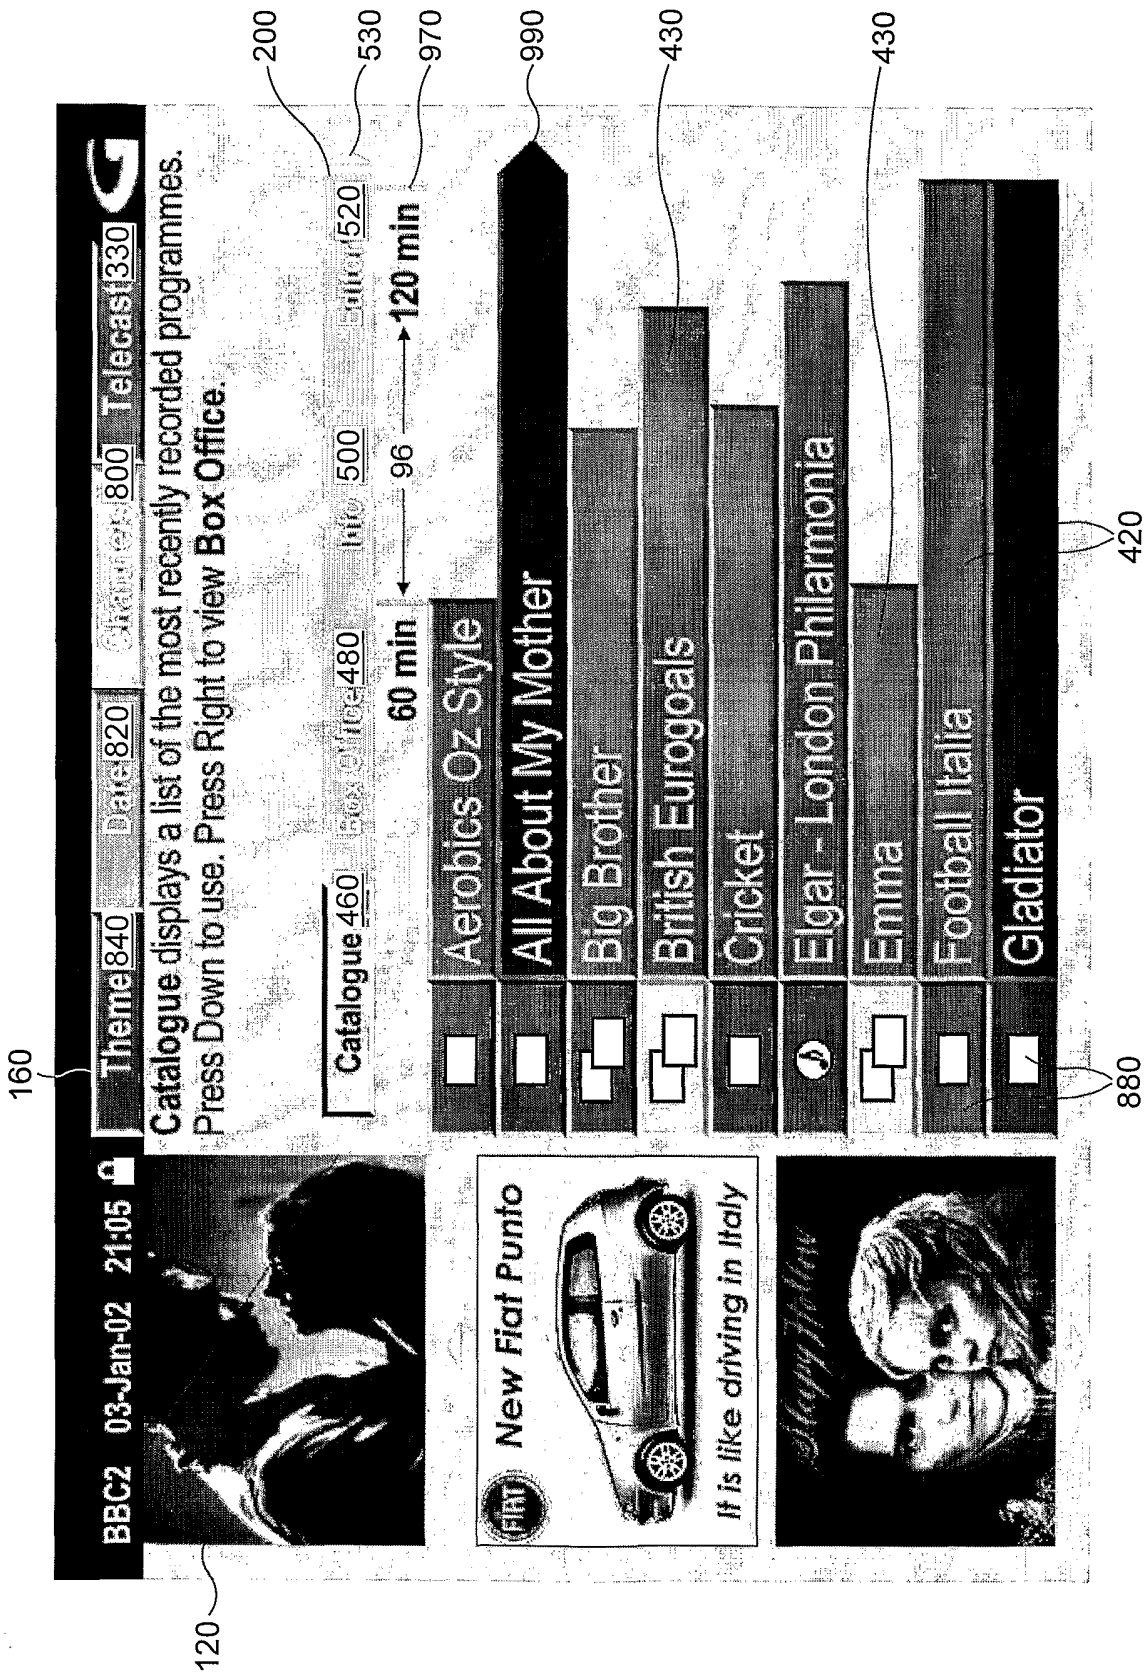 160
200
530
970
990
430
430
BBC2 03-Jan-02 21:05
Theme 840 Date 820 Channels 800 Telecast 330
Catalogue displays a list of the most recently recorded programmes.
Press Down to use. Press Right to view Box Office.
Catalogue 460 Box Office 480 Info 500 Editor 520
60 min 96 120 min
Aerobics Oz Style
All About My Mother
Big Brother
British Eurogoals
Cricket
Elgar - London Philarmonia
Emma
Football Italia
Gladiator
120
FIAT New Fiat Punto
It is like driving in Italy
Sleepy Hollow
880
420